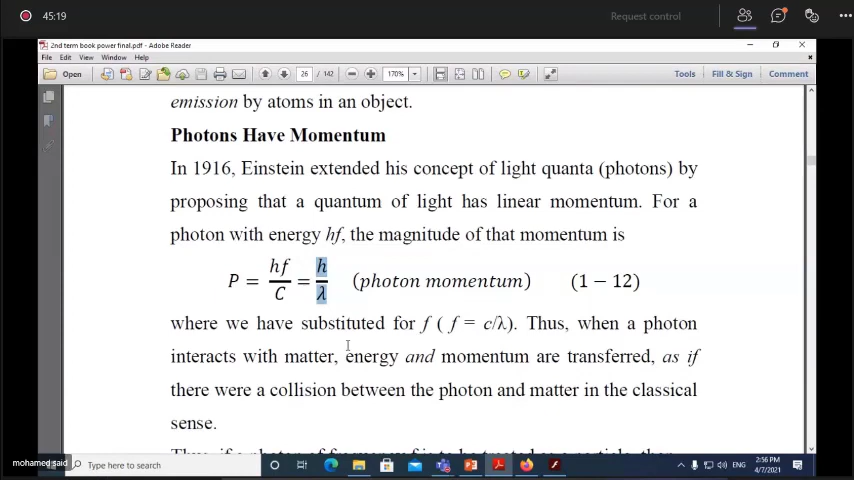 45:19
Request control
2nd term book power final.pdf - Adobe Reader
File Edit View Window Help
Open
26 / 142
170%
Tools
Fill & Sign
Comment
emission by atoms in an object.
Photons Have Momentum
In 1916, Einstein extended his concept of light quanta (photons) by
proposing that a quantum of light has linear momentum. For a
photon with energy hf, the magnitude of that momentum is
P = hf/C = h/λ (photon momentum) (1 − 12)
where we have substituted for f ( f = c/λ). Thus, when a photon
interacts with matter, energy and momentum are transferred, as if
there were a collision between the photon and matter in the classical
sense.
mohamed said
Type here to search
ENG
2:56 PM
4/7/2021